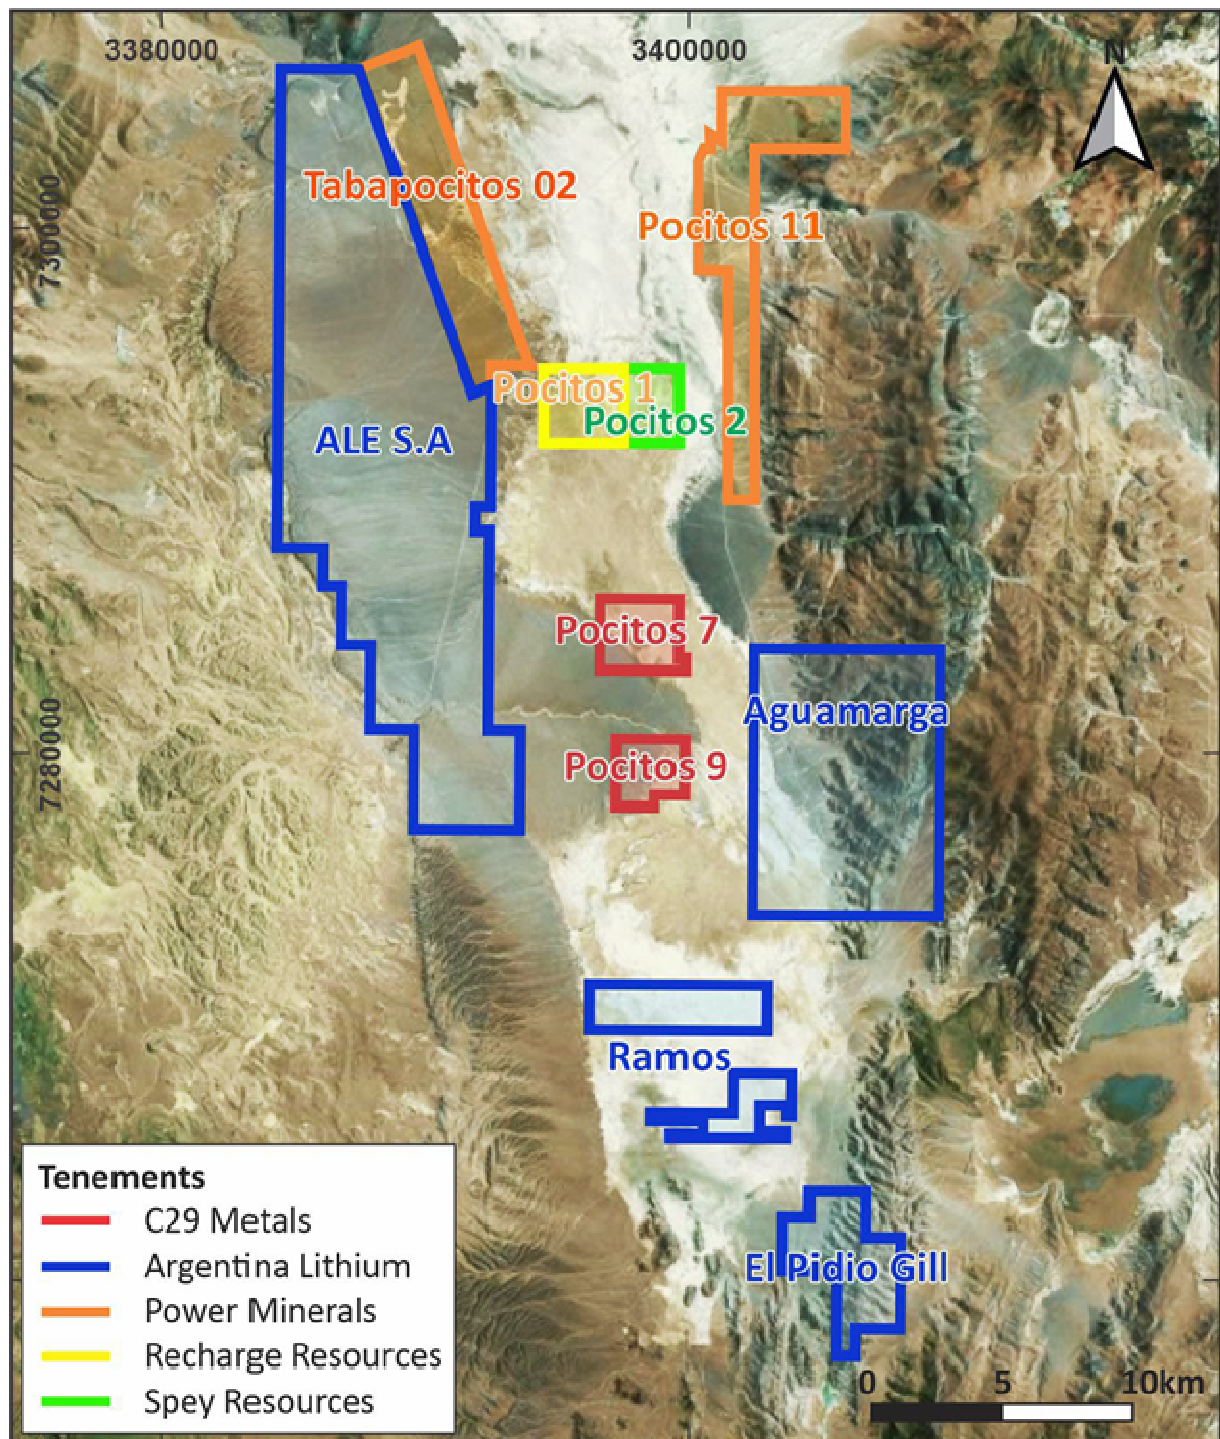 3380000
3400000
N
7300000
7280000
Tabapocitos 02
Pocitos 11
Pocitos 1
Pocitos 2
ALE S.A
Pocitos 7
Aguamarga
Pocitos 9
Ramos
El Pidio Gill
Tenements
C29 Metals
Argentina Lithium
Power Minerals
Recharge Resources
Spey Resources
0 5 10km